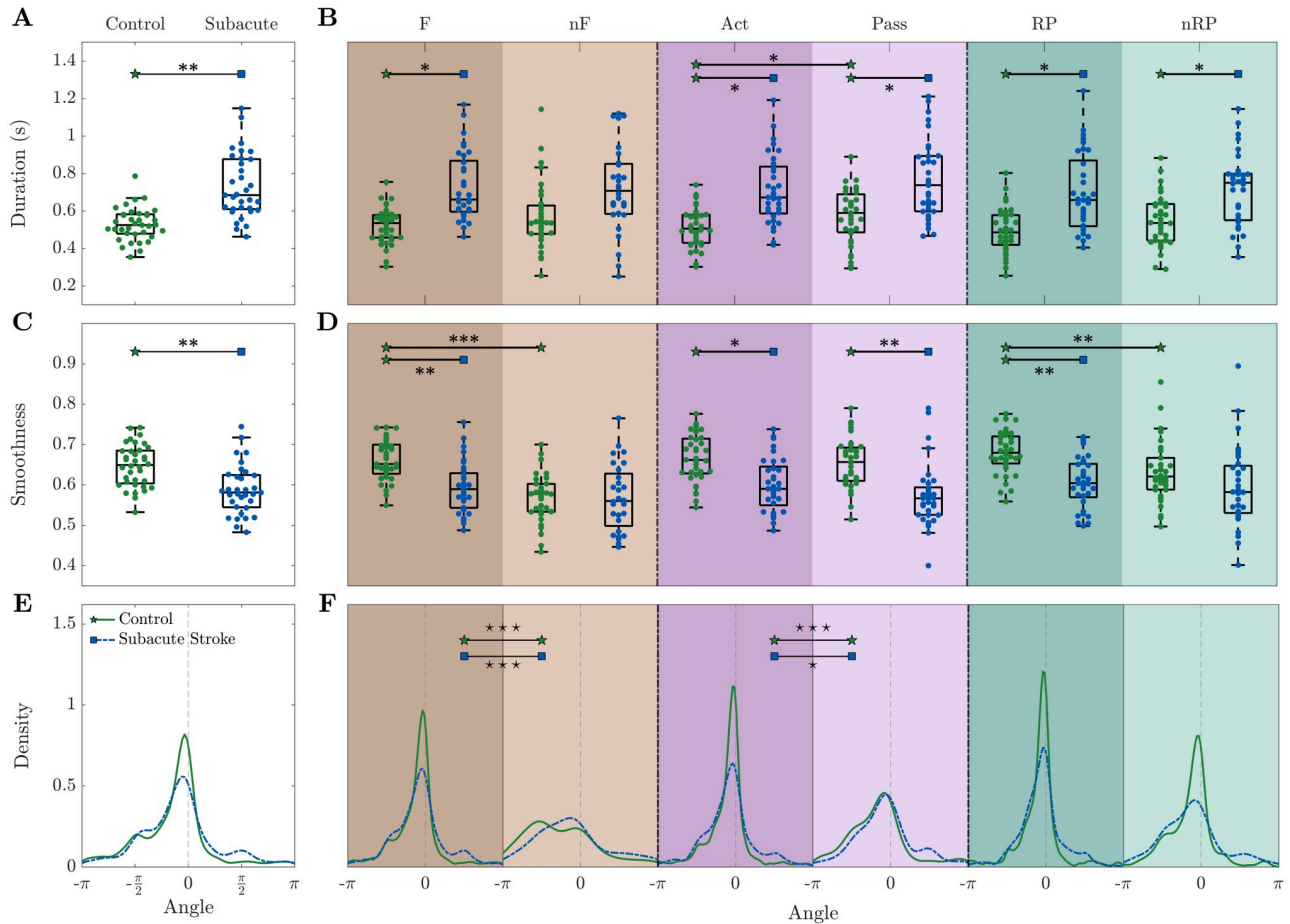 A Control Subacute B F nF Act Pass RP nRP
Duration (s)
1.4
1.2
1
0.8
0.6
0.4
0.2
** * * * * * *
C D
Smoothness
0.9
0.8
0.7
0.6
0.5
0.4
** *** ** * ** ** **
E F
Control
Subacute Stroke
Density
1.5
1
0.5
0
★★★ ★★★
★★★ ★
-π -π/2 0 π/2 π -π 0 -π 0 -π 0 -π 0 π
Angle Angle